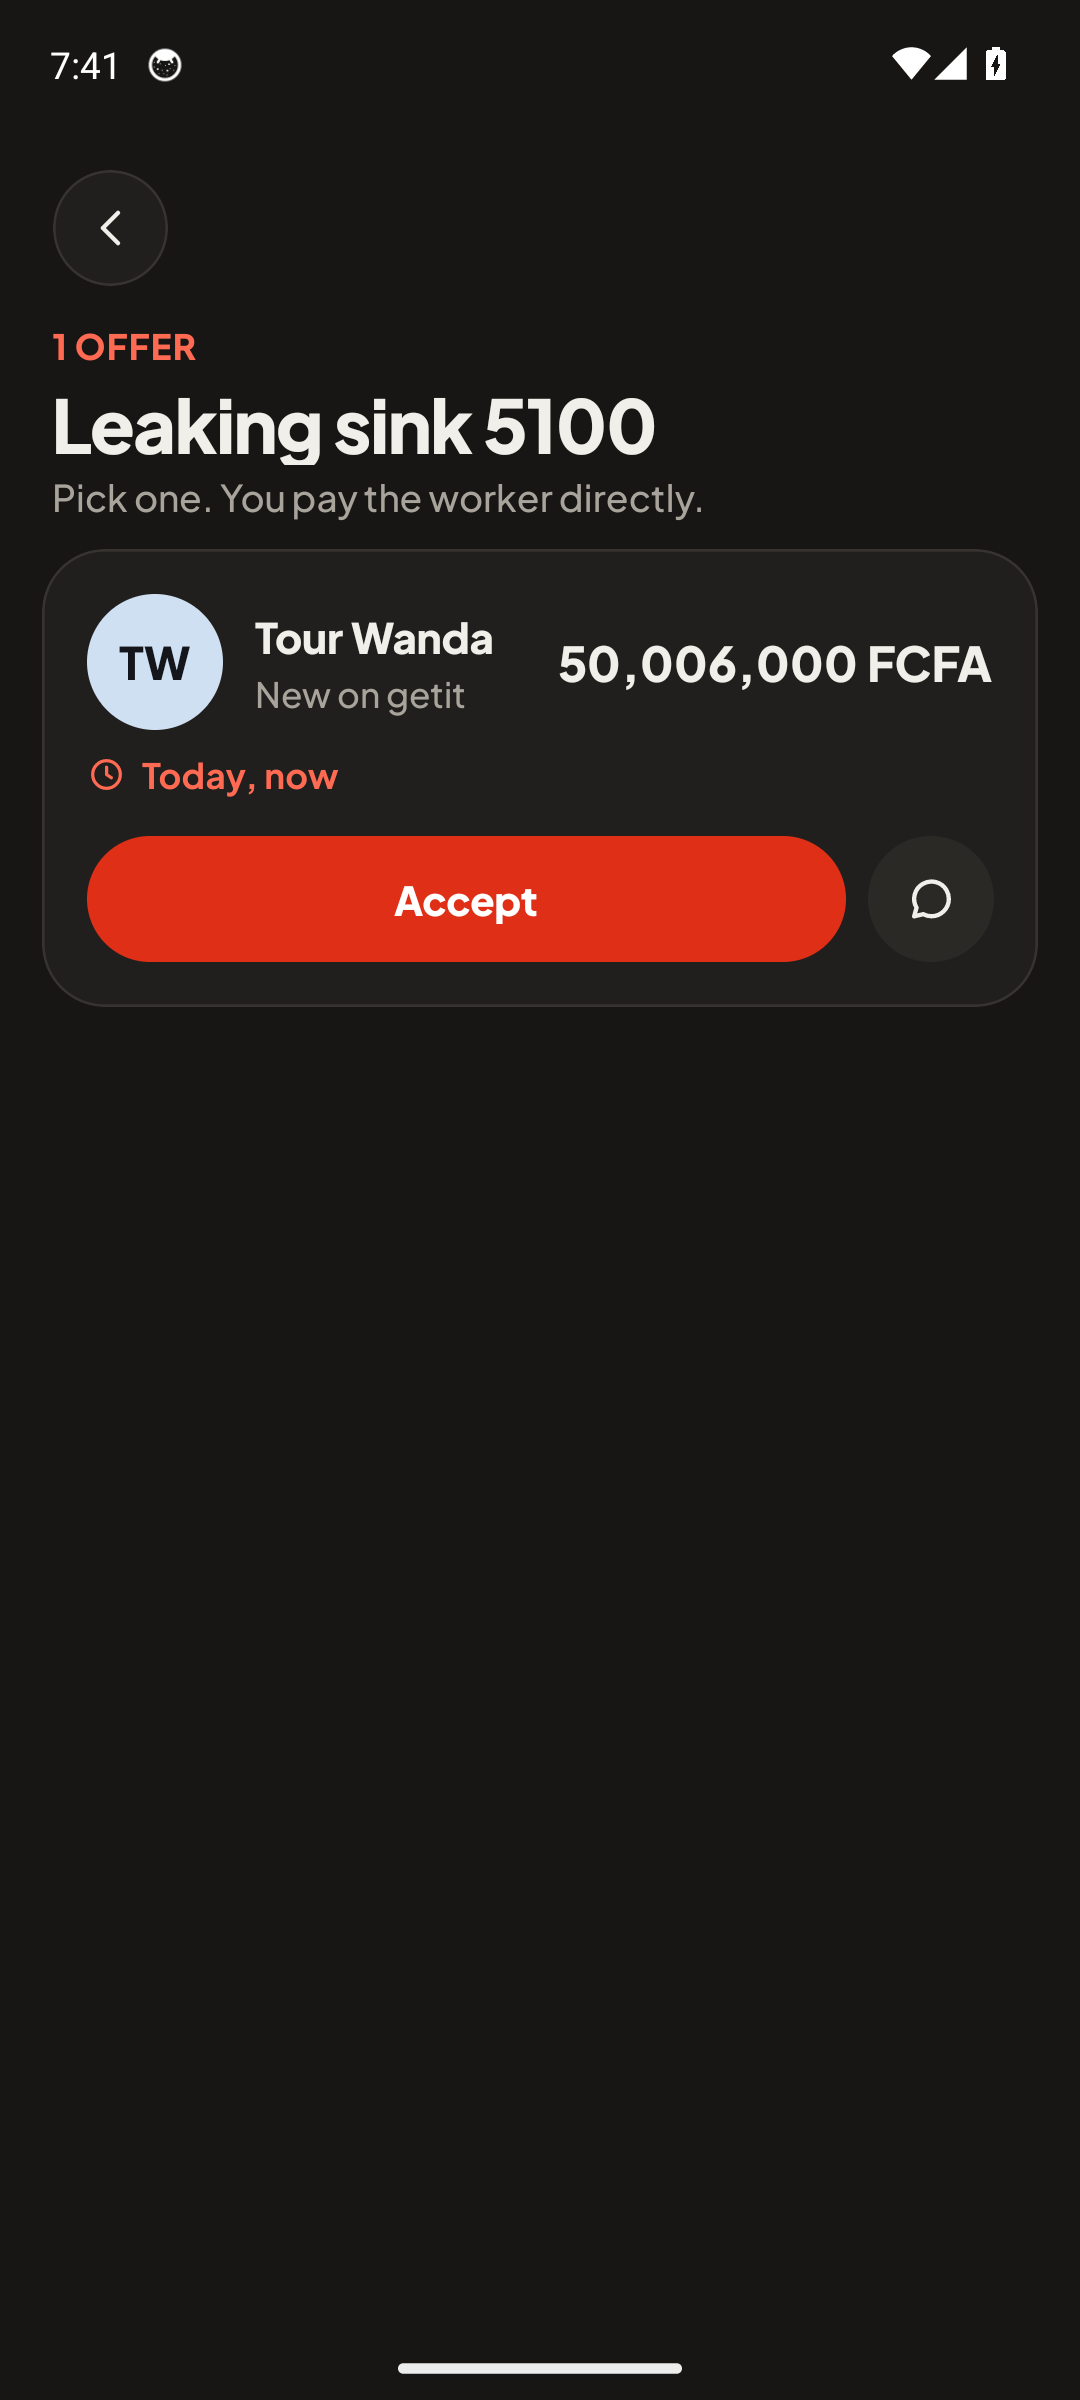 7:41
1 OFFER
Leaking sink 5100
Pick one. You pay the worker directly.
TW
Tour Wanda
New on getit
50,006,000 FCFA
Today, now
Accept